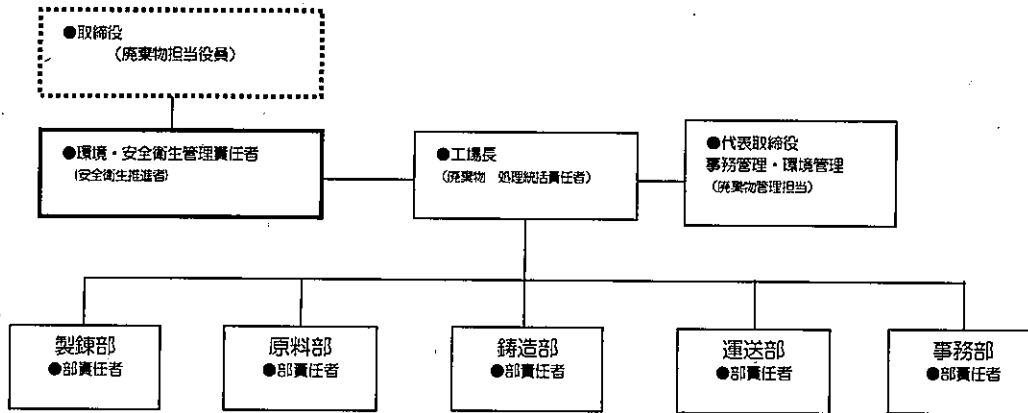 ●取締役
(廃棄物担当役員)
●環境・安全衛生管理責任者
(安全衛生推進者)
●工場長
(廃棄物 処理統括責任者)
●代表取締役
事務管理・環境管理
(廃棄物管理担当)
製錬部
●部責任者
原料部
●部責任者
鋳造部
●部責任者
運送部
●部責任者
事務部
●部責任者